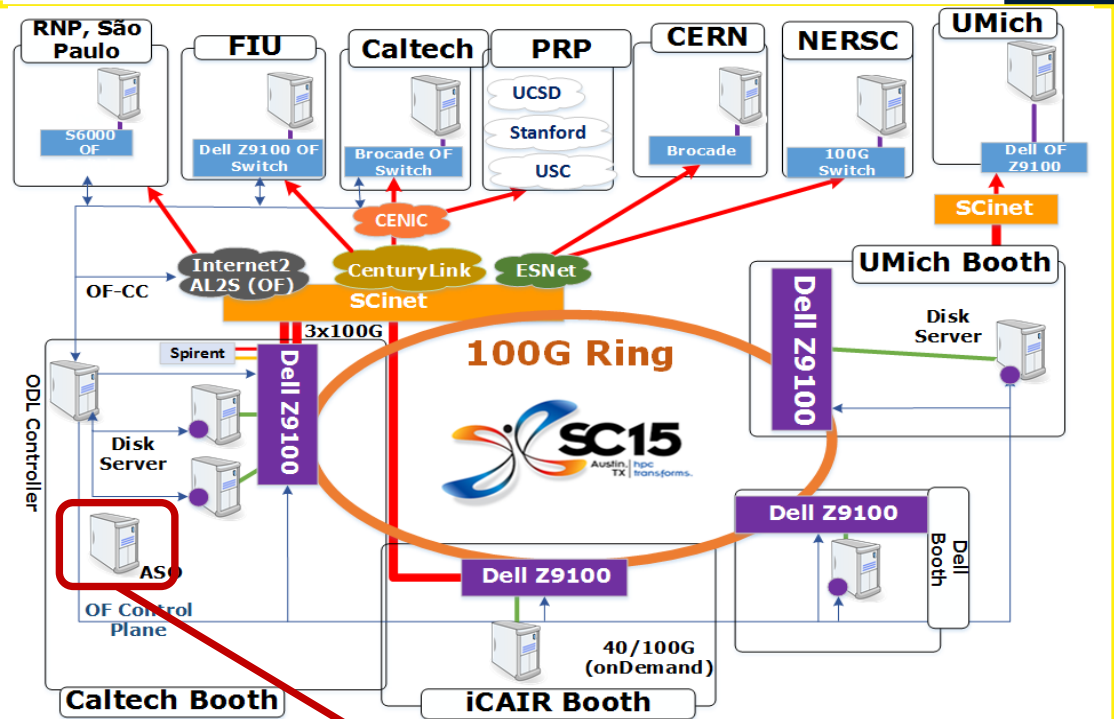 RNP, São
Paulo
S6000
OF
FIU
Dell Z9100 OF
Switch
Caltech
Brocade OF
Switch
PRP
UCSD
Stanford
USC
CERN
Brocade
NERSC
100G
Switch
UMich
Dell OF
Z9100
SCinet
CENIC
Internet2
AL2S (OF)
CenturyLink
ESNet
OF-CC
SCinet
3x100G
UMich Booth
Dell Z9100
Disk
Server
100G Ring
SC15
Austin,
TX
hpc
transforms.
Spirent
Dell Z9100
ODL Controller
Disk
Server
ASO
OF Control
Plane
Caltech Booth
Dell Z9100
40/100G
(onDemand)
iCAIR Booth
Dell Z9100
Dell
Booth